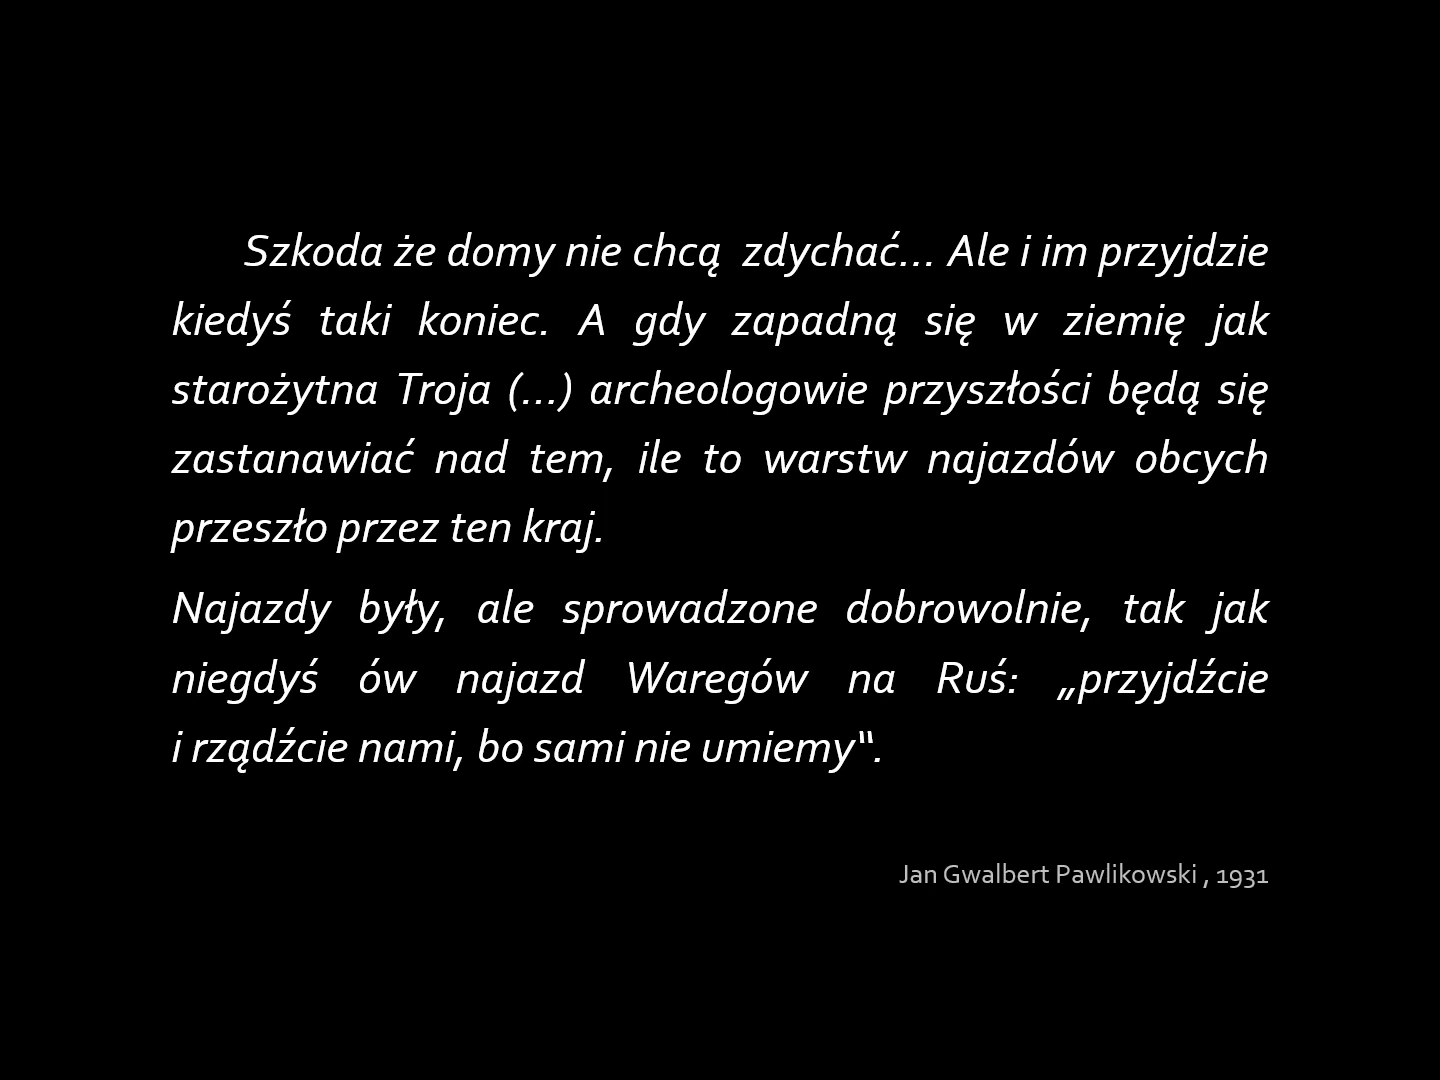 Szkoda że domy nie chcą zdychać... Ale i im przyjdzie
kiedyś taki koniec. A gdy zapadną się w ziemię jak
starożytna Troja (...) archeologowie przyszłości będą się
zastanawiać nad tem, ile to warstw najazdów obcych
przeszło przez ten kraj.
Najazdy były, ale sprowadzone dobrowolnie, tak jak
niegdyś ów najazd Waregów na Ruś: „przyjdźcie
i rządźcie nami, bo sami nie umiemy“.
Jan Gwalbert Pawlikowski , 1931